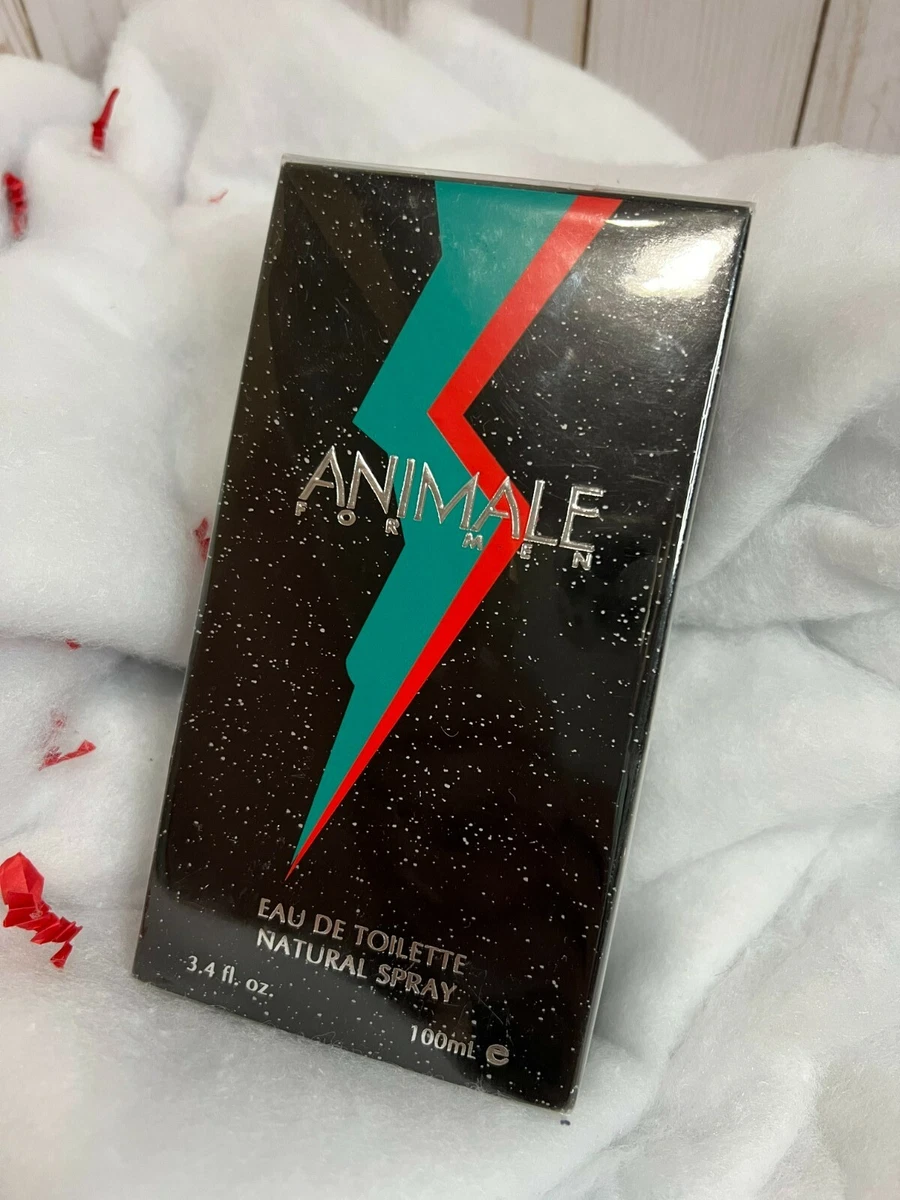 ANIMALE
FOR MEN
EAU DE TOILETTE
NATURAL SPRAY
3.4 fl. oz.
100mL ℮